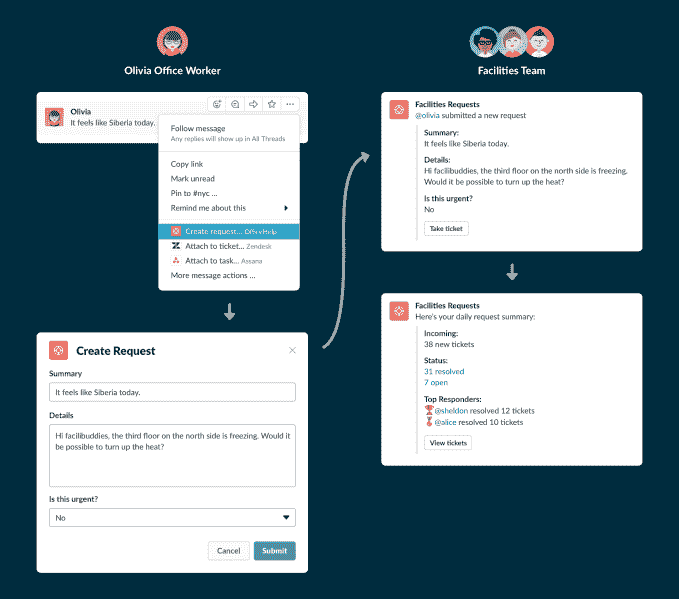 Olivia Office Worker
Olivia
It feels like Siberia today.
Follow message
Any replies will show up in All Threads
Copy link
Mark unread
Pin to #nyc ...
Remind me about this
Create request... OfficeHelp
Attach to ticket... Zendesk
Attach to task... Assana
More message actions ...
Create Request
Summary
It feels like Siberia today.
Details
Hi facilibuddies, the third floor on the north side is freezing. Would it
be possible to turn up the heat?
Is this urgent?
No
Cancel
Submit
Facilities Team
Facilities Requests
@olivia submitted a new request
Summary:
It feels like Siberia today.
Details:
Hi facilibuddies, the third floor on the north side is freezing.
Would it be possible to turn up the heat?
Is this urgent?
No
Take ticket
Facilities Requests
Here's your daily request summary:
Incoming:
38 new tickets
Status:
31 resolved
7 open
Top Responders:
@sheldon resolved 12 tickets
@alice resolved 10 tickets
View tickets